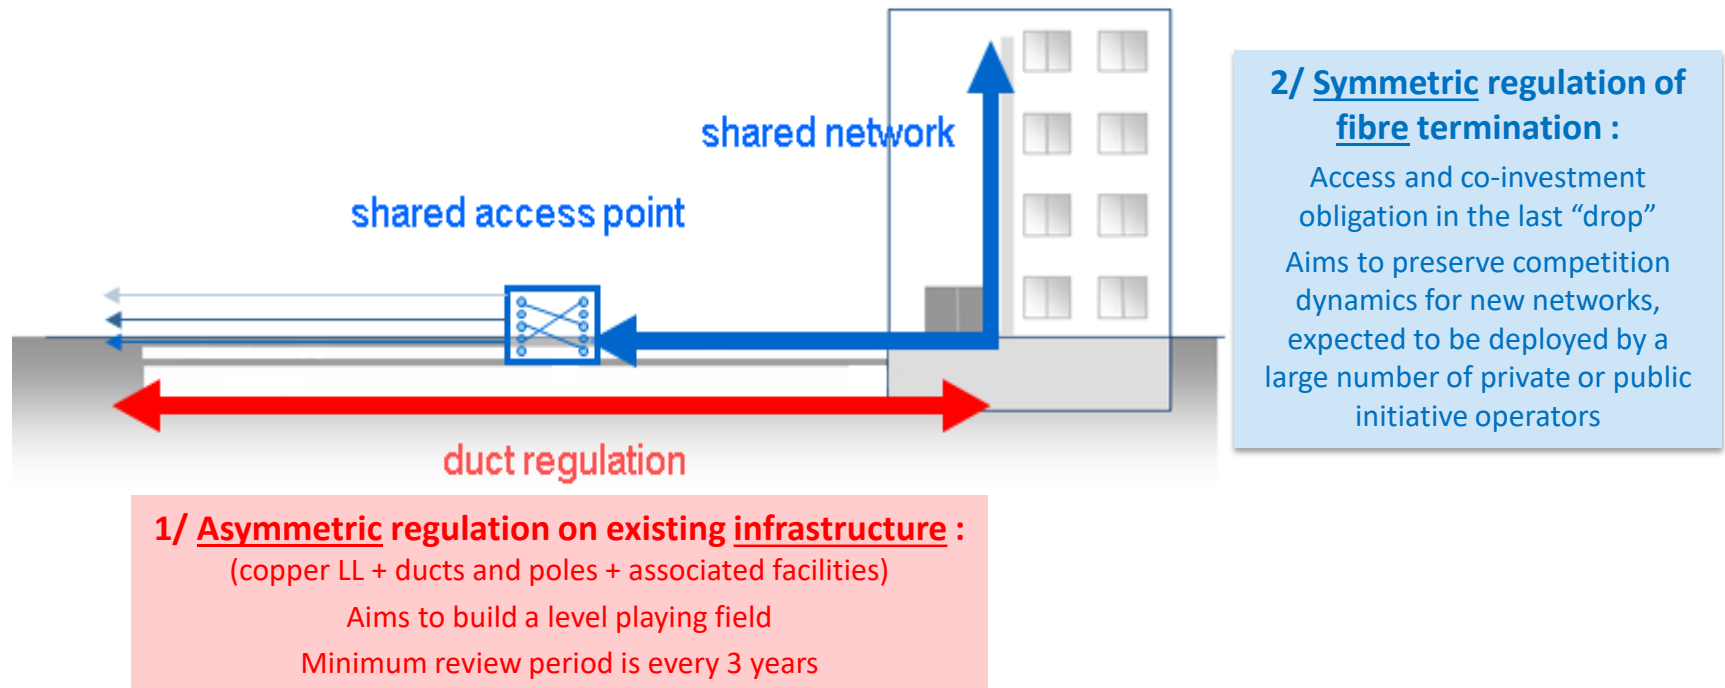 shared network
shared access point
duct regulation
1/ Asymmetric regulation on existing infrastructure :
(copper LL + ducts and poles + associated facilities)
Aims to build a level playing field
Minimum review period is every 3 years
2/ Symmetric regulation of
fibre termination :
Access and co-investment
obligation in the last “drop”
Aims to preserve competition
dynamics for new networks,
expected to be deployed by a
large number of private or public
initiative operators